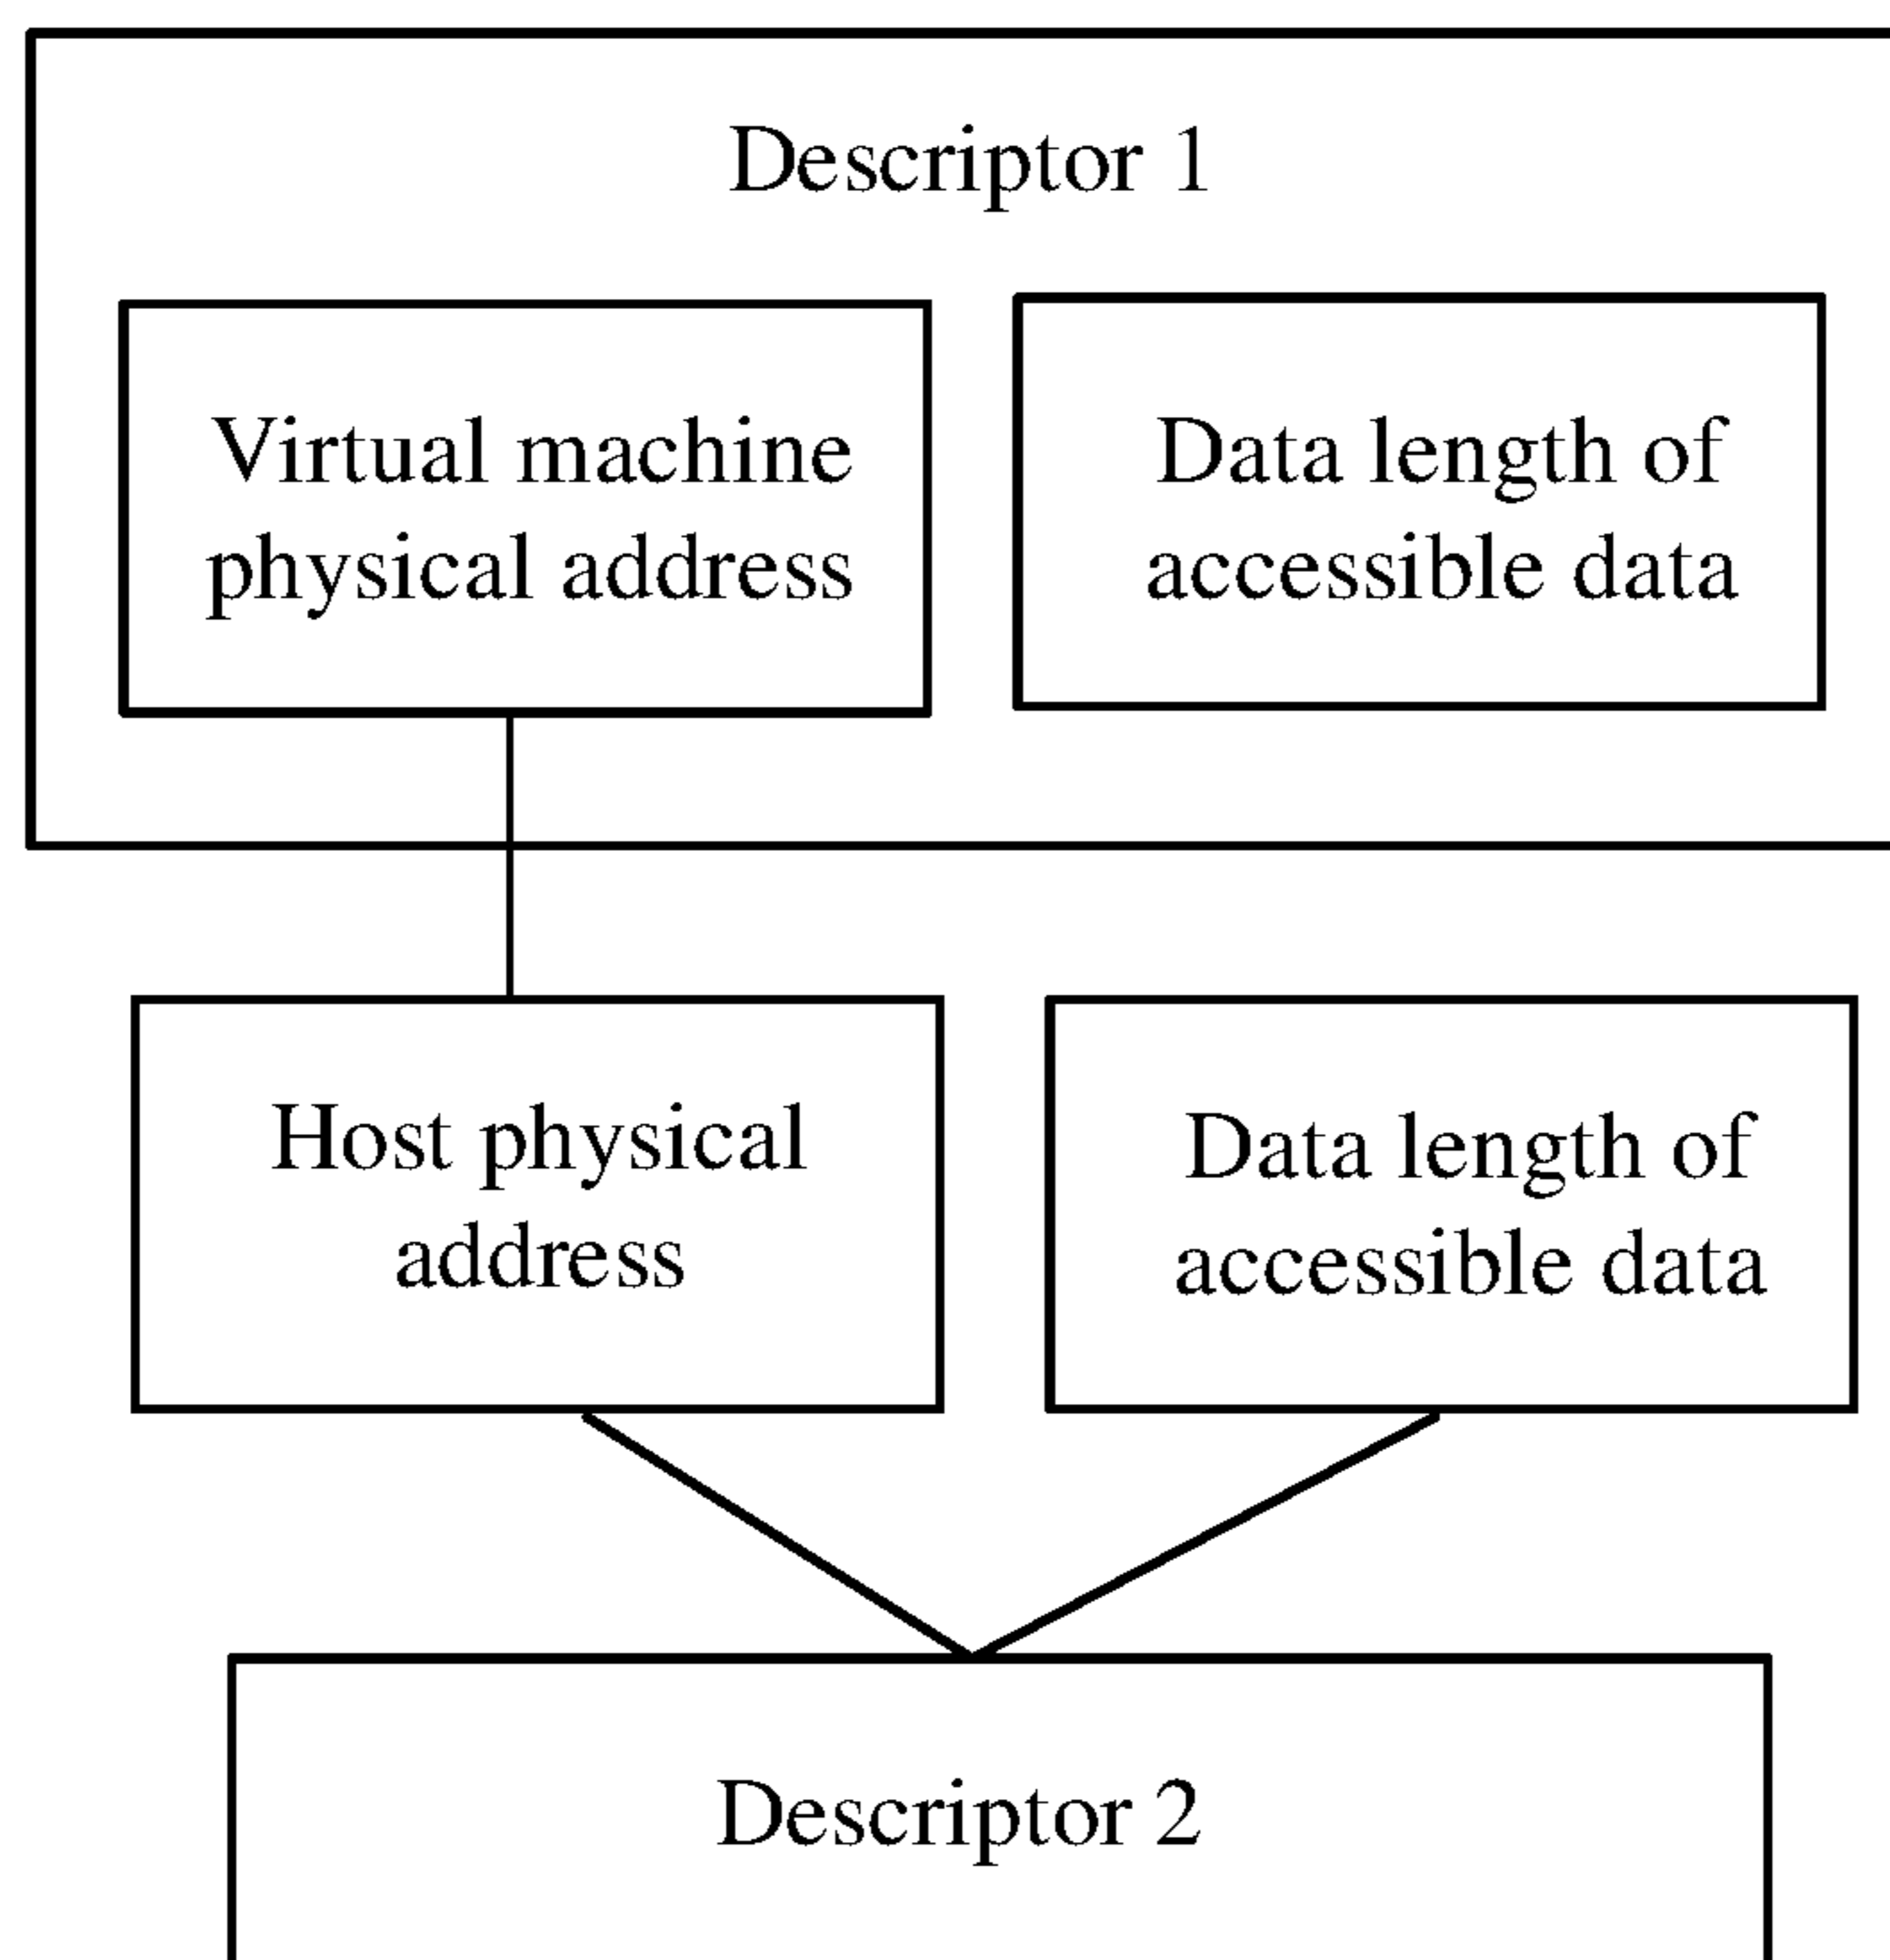 Descriptor 1
Virtual machine
physical address
Data length of
accessible data
Host physical
address
Data length of
accessible data
Descriptor 2